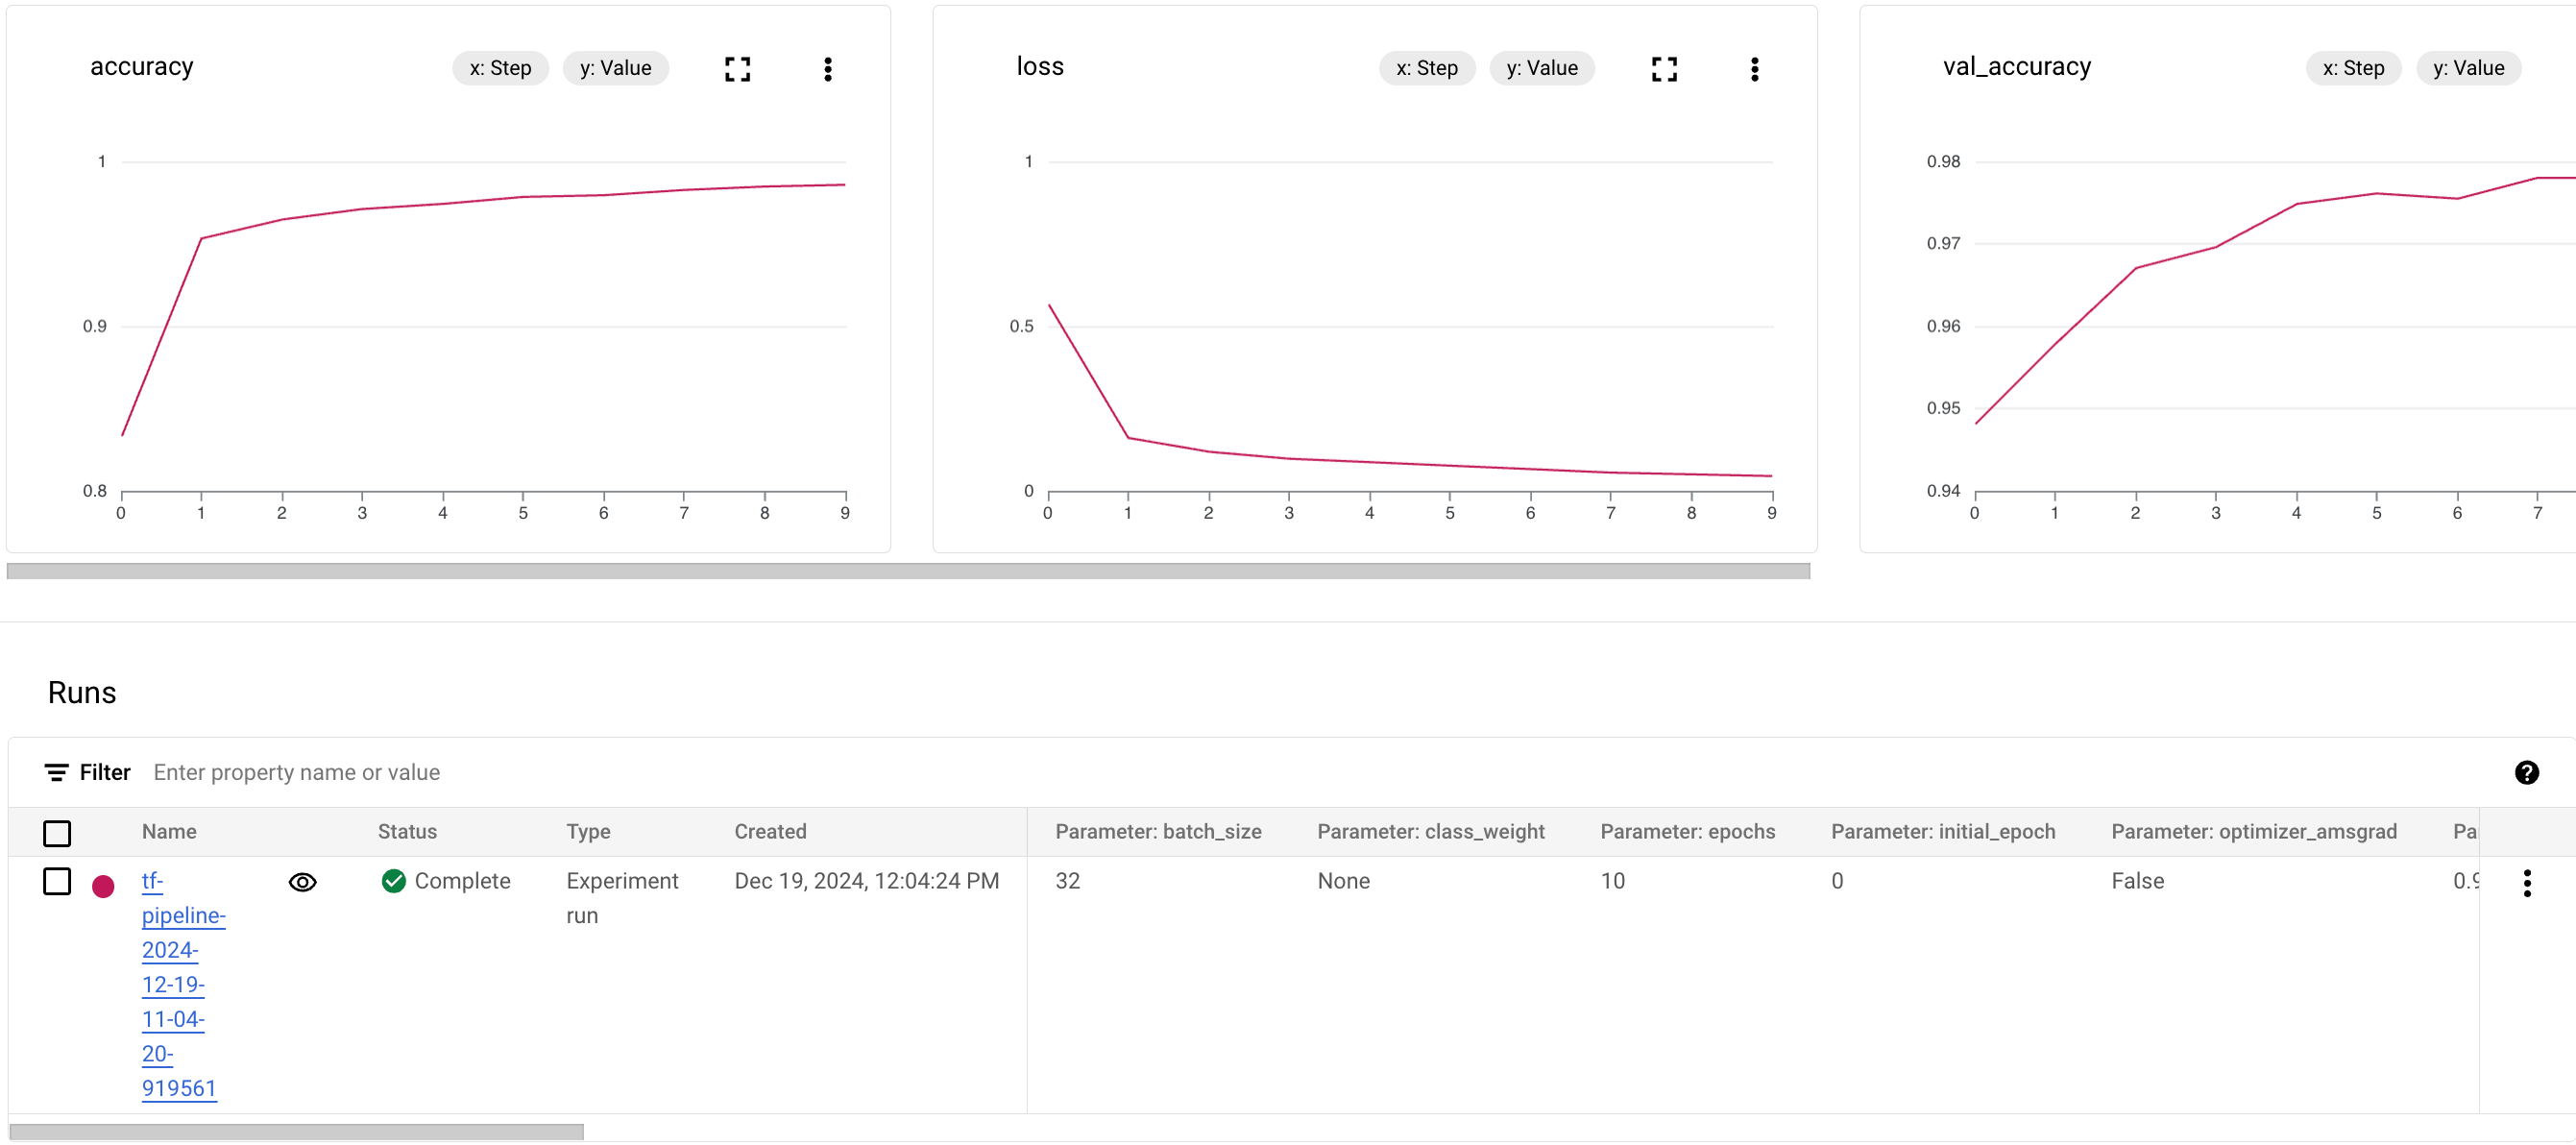 accuracy
x: Step
y: Value
1
0.9
0.8
0 1 2 3 4 5 6 7 8 9
loss
x: Step
y: Value
1
0.5
0
0 1 2 3 4 5 6 7 8 9
val_accuracy
x: Step
y: Value
0.98
0.97
0.96
0.95
0.94
0 1 2 3 4 5 6 7
Runs
Filter Enter property name or value
?
Name Status Type Created Parameter: batch_size Parameter: class_weight Parameter: epochs Parameter: initial_epoch Parameter: optimizer_amsgrad
tf- Complete Experiment Dec 19, 2024, 12:04:24 PM 32 None 10 0 False
pipeline- run
2024-
12-19-
11-04-
20-
919561